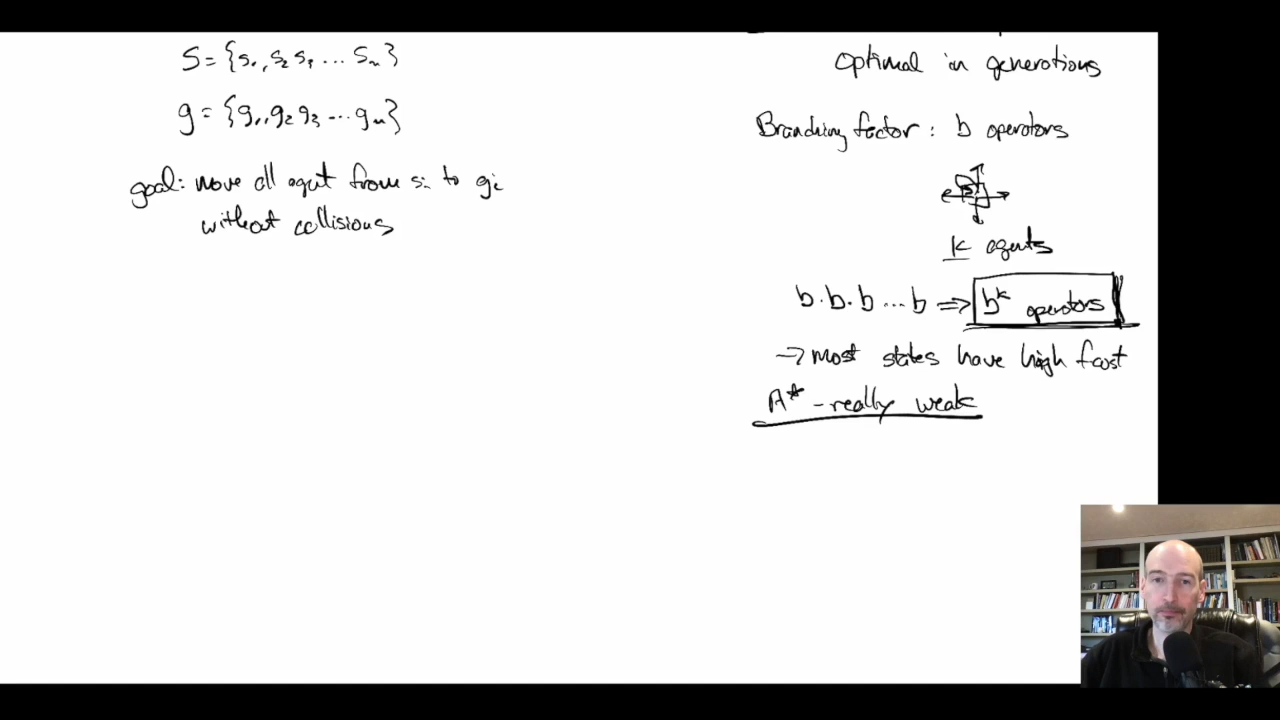 S = {s₁, s₂ s₃ ... sₙ}
g = {g₁, g₂ g₃ ... gₙ}
goal: move all agent from sᵢ to gᵢ
without collisions
Optimal in generations
Branching factor: b operators
k agents
b · b · b ... b ⇒ bᵏ operators
→ most states have high fcost
A* - really weak